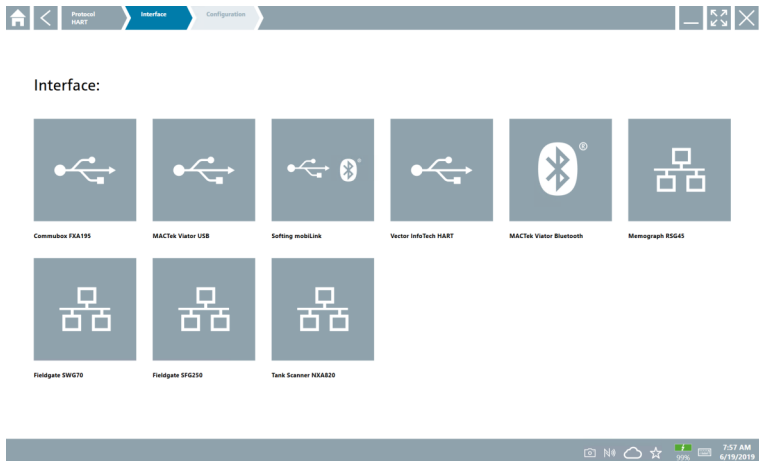 Protocol
HART
Interface
Configuration
Interface:
Commubox FXA195
MACTek Viator USB
Softing mobiLink
Vector InfoTech HART
MACTek Viator Bluetooth
Memograph RSG45
Fieldgate SWG70
Fieldgate SFG250
Tank Scanner NXA820
99%
7:57 AM
6/19/2019